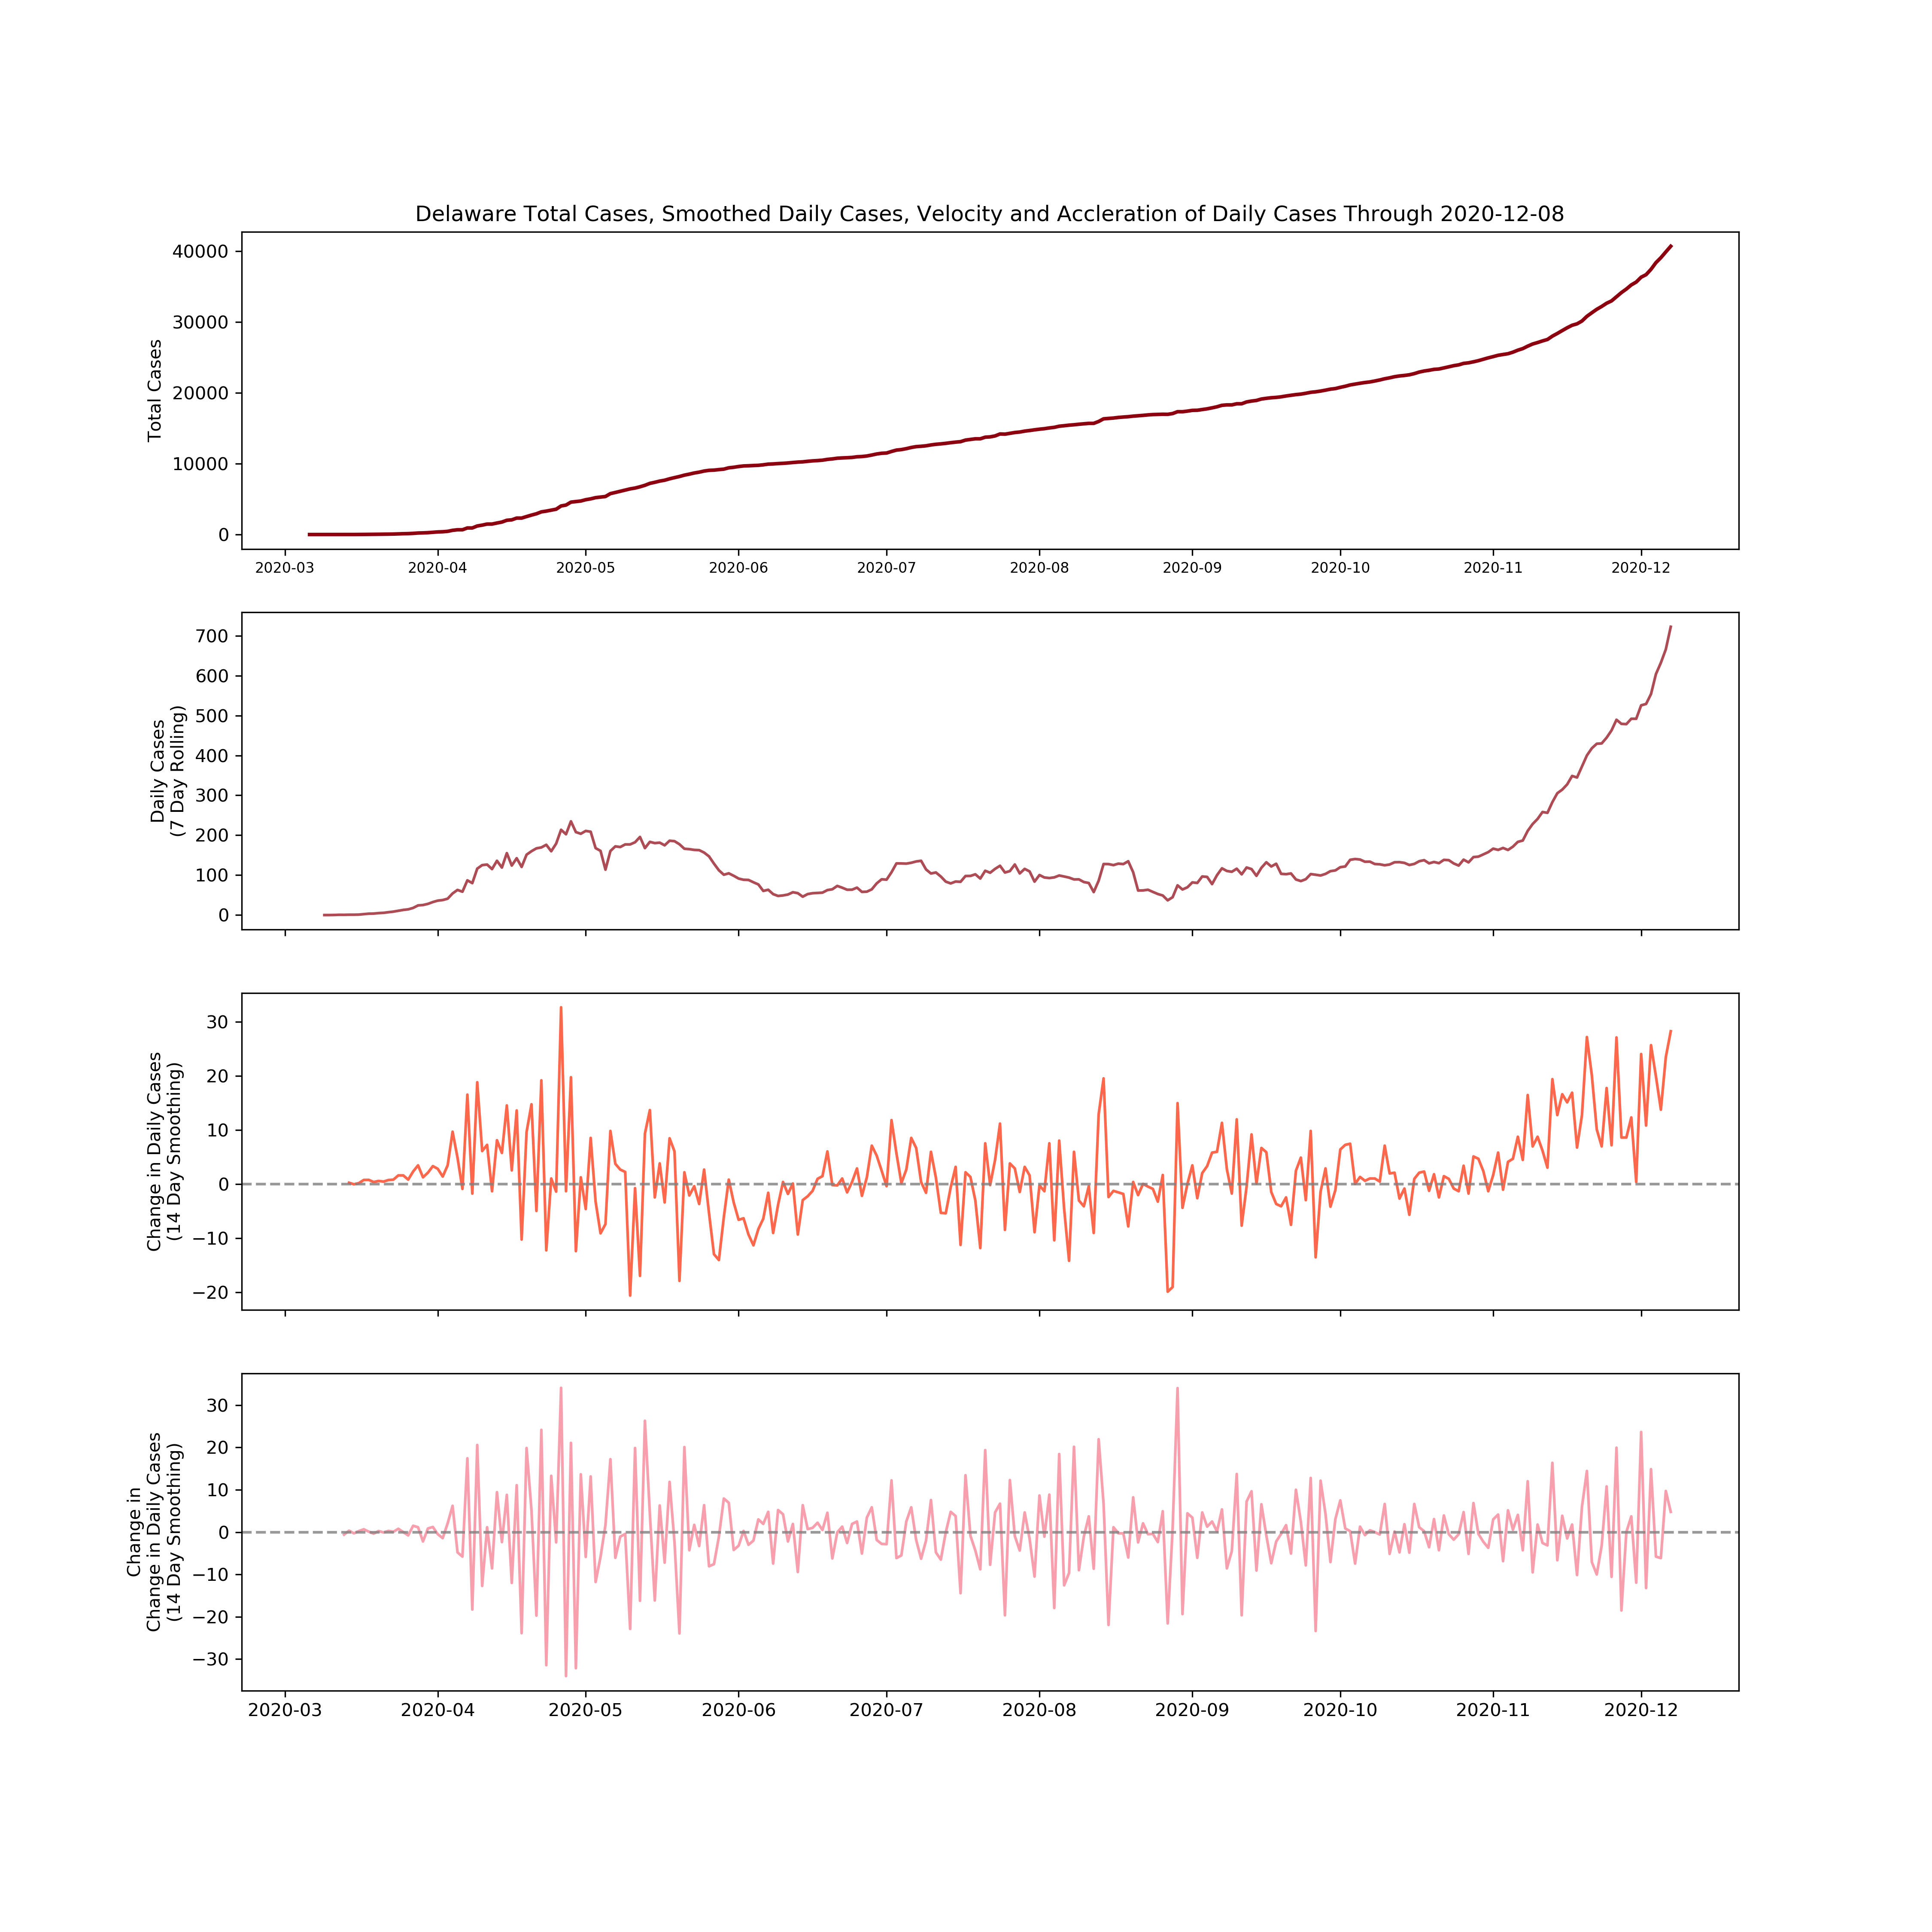 Delaware Total Cases, Smoothed Daily Cases, Velocity and Accleration of Daily Cases Through 2020-12-08
Total Cases
40000
30000
20000
10000
0
2020-03 2020-04 2020-05 2020-06 2020-07 2020-08 2020-09 2020-10 2020-11 2020-12
Daily Cases
(7 Day Rolling)
700
600
500
400
300
200
100
0
Change in Daily Cases
(14 Day Smoothing)
30
20
10
0
−10
−20
Change in
Change in Daily Cases
(14 Day Smoothing)
30
20
10
0
−10
−20
−30
2020-03 2020-04 2020-05 2020-06 2020-07 2020-08 2020-09 2020-10 2020-11 2020-12